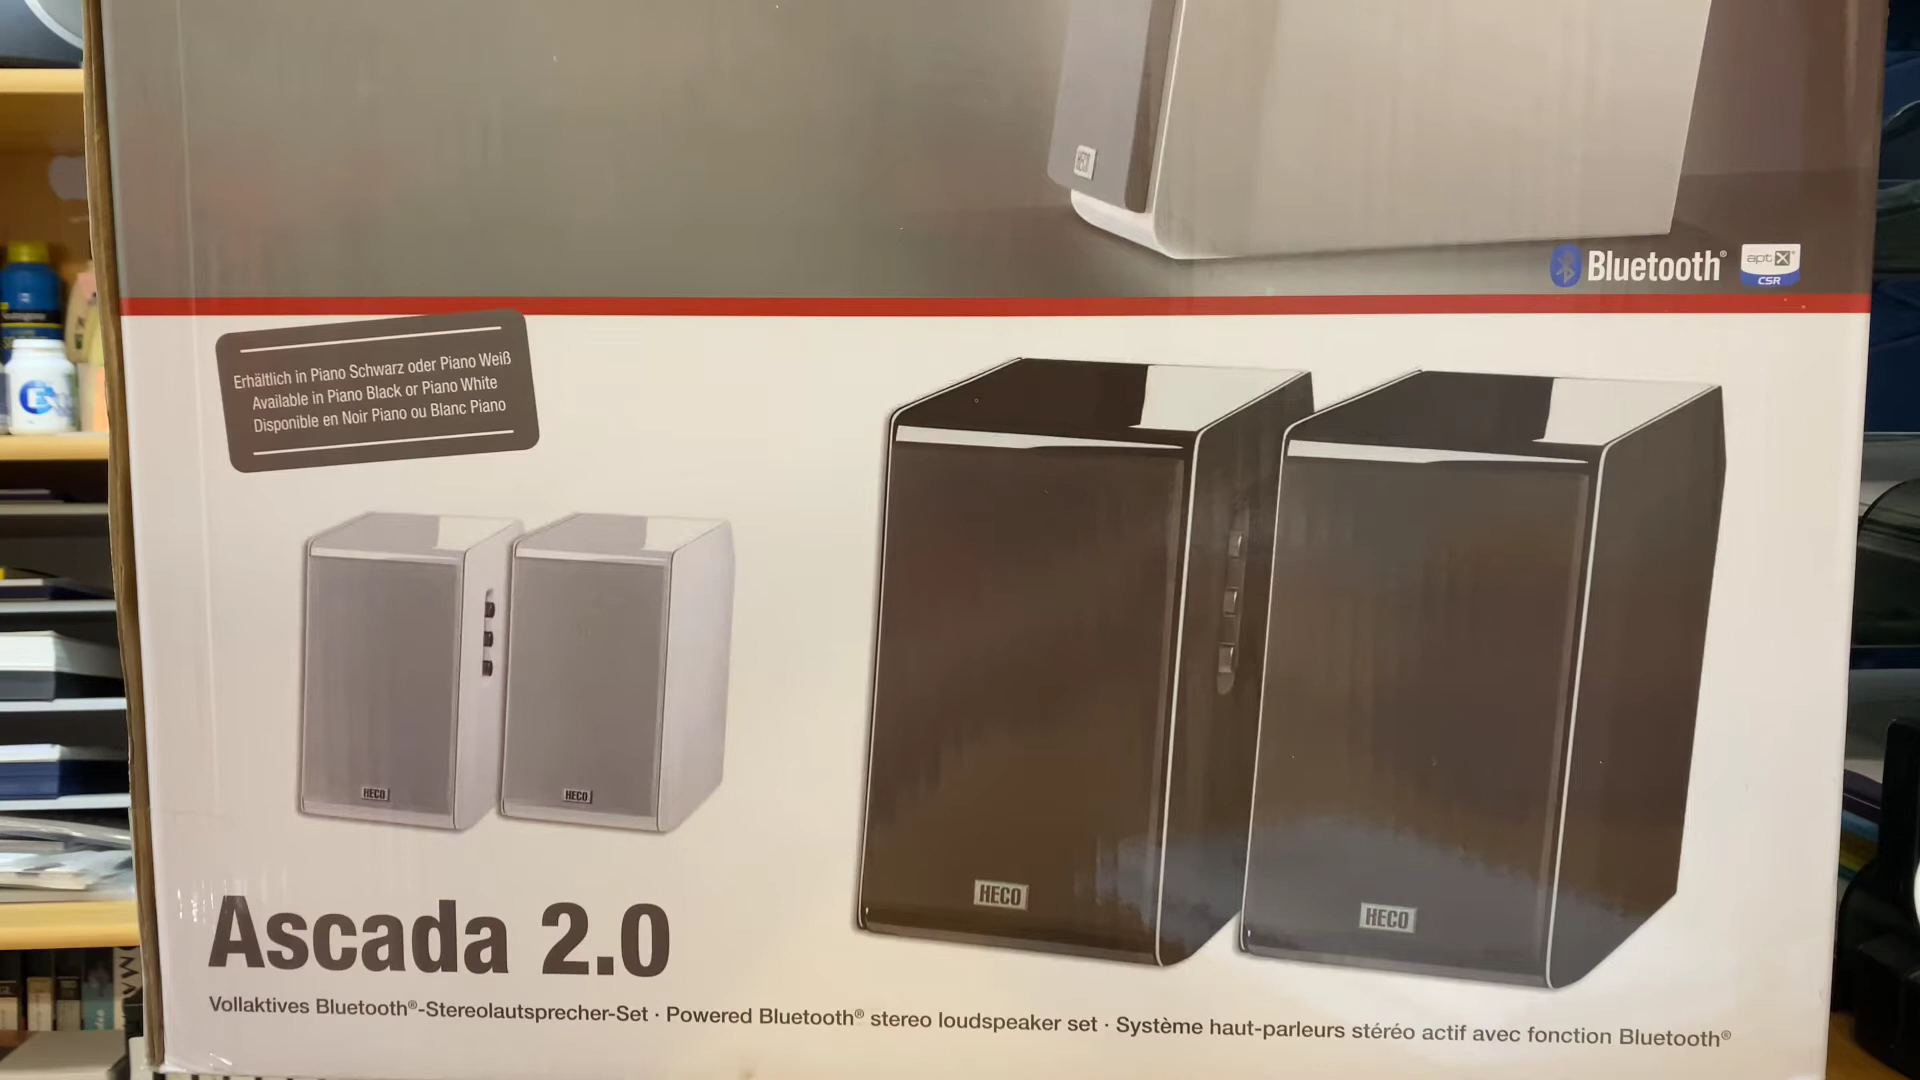 HECO
Bluetooth®
aptX®
CSR
Erhältlich in Piano Schwarz oder Piano Weiß
Available in Piano Black or Piano White
Disponible en Noir Piano ou Blanc Piano
HECO
HECO
HECO
HECO
Ascada 2.0
Vollaktives Bluetooth®-Stereolautsprecher-Set · Powered Bluetooth® stereo loudspeaker set · Système haut-parleurs stéréo actif avec fonction Bluetooth®